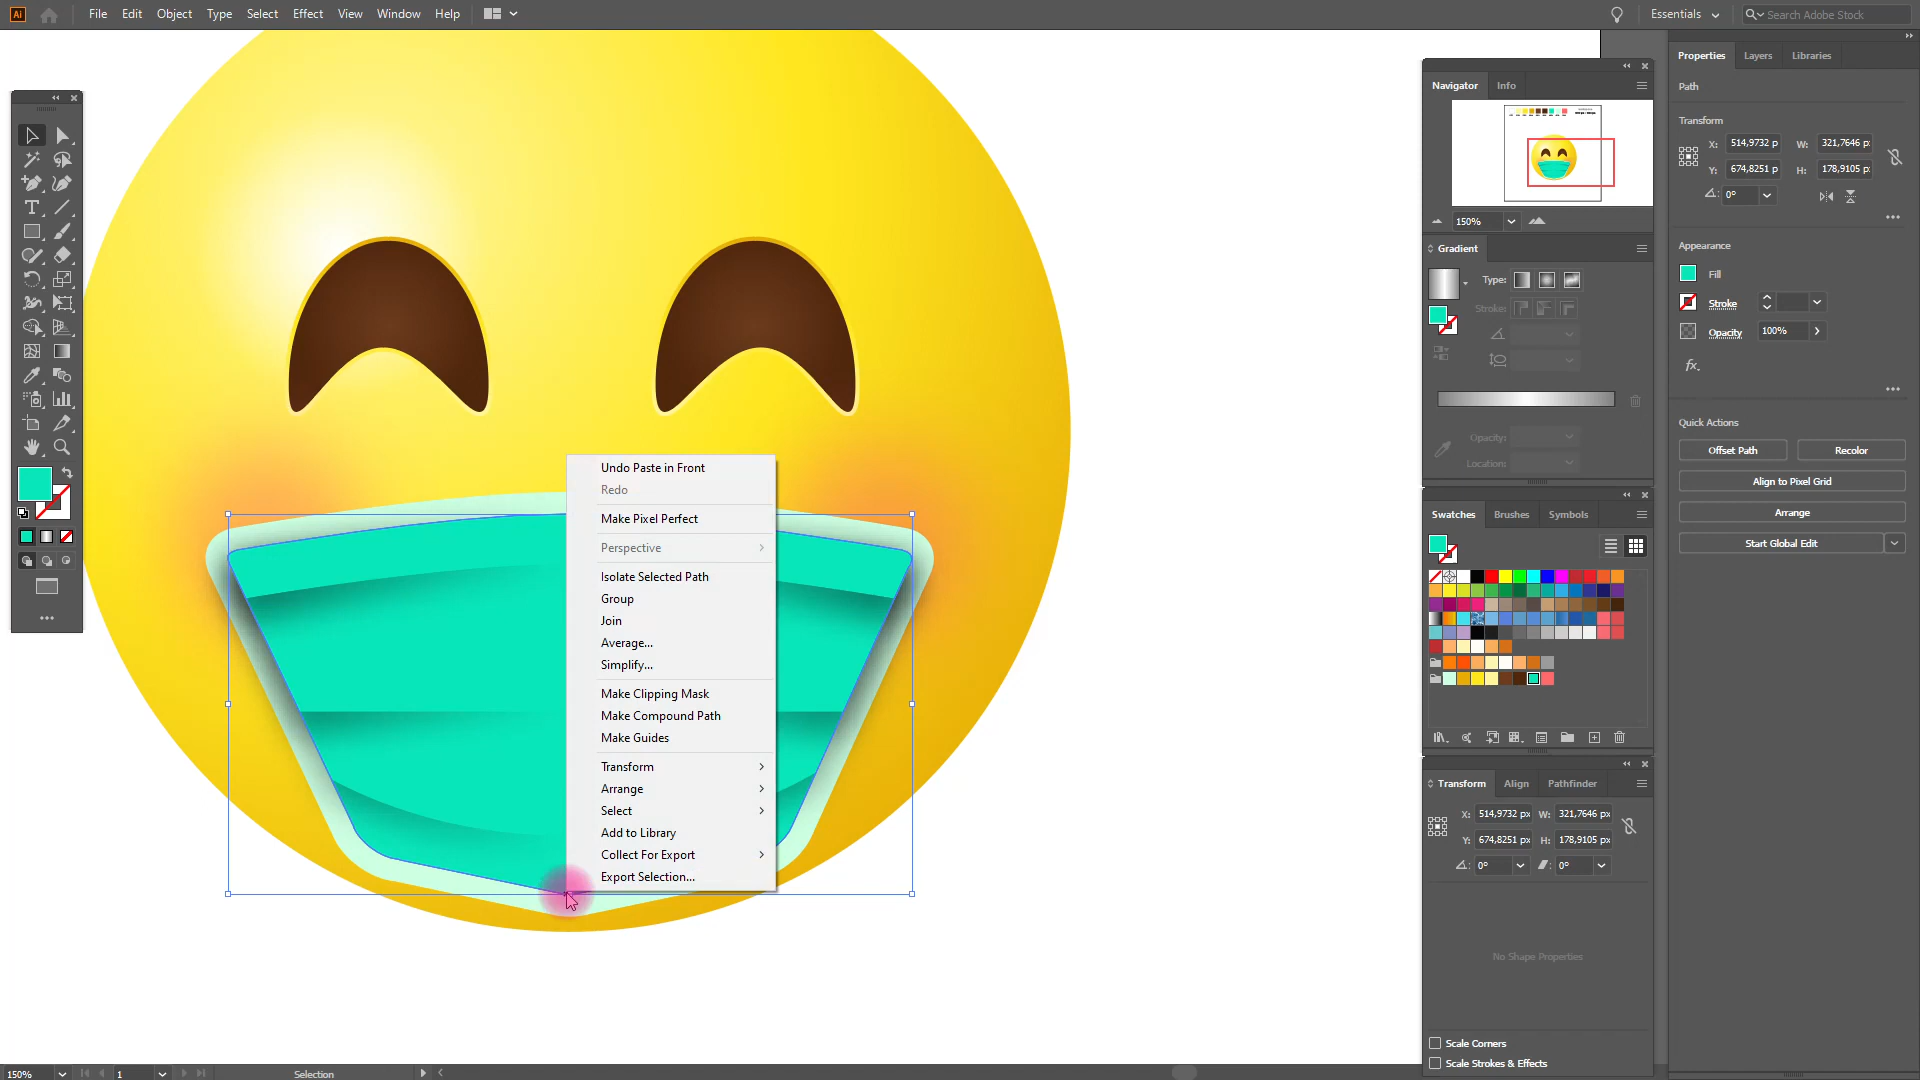 Ai File Edit Object Type Select Effect View Window Help
Essentials Search Adobe Stock
Properties Layers Libraries
Path
Transform
X: 514,9732 p W: 321,7646 p
Y: 674,8251 p H: 178,9105 p
0°
Appearance
Fill
Stroke
Opacity 100%
fx.
Quick Actions
Offset Path Recolor
Align to Pixel Grid
Arrange
Start Global Edit
Navigator Info
150%
Gradient
Type:
Stroke:
Opacity:
Location:
Swatches Brushes Symbols
Transform Align Pathfinder
X: 514,9732 px W: 321,7646 px
Y: 674,8251 px H: 178,9105 px
0° 0°
No Shape Properties
Scale Corners
Scale Strokes & Effects
Undo Paste in Front
Redo
Make Pixel Perfect
Perspective
Isolate Selected Path
Group
Join
Average...
Simplify...
Make Clipping Mask
Make Compound Path
Make Guides
Transform
Arrange
Select
Add to Library
Collect For Export
Export Selection...
150% 1 Selection